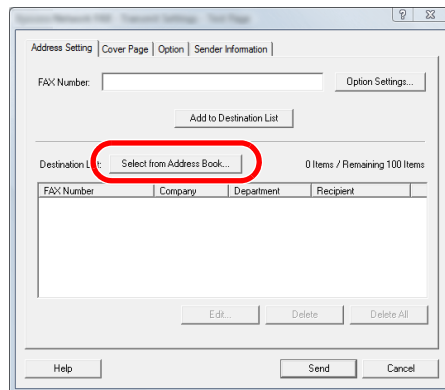 Address Setting Cover Page Option Sender Information
FAX Number: Option Settings...
Add to Destination List
Destination List: Select from Address Book... 0 Items / Remaining 100 Items
FAX Number Company Department Recipient
Edit... Delete Delete All
Help Send Cancel